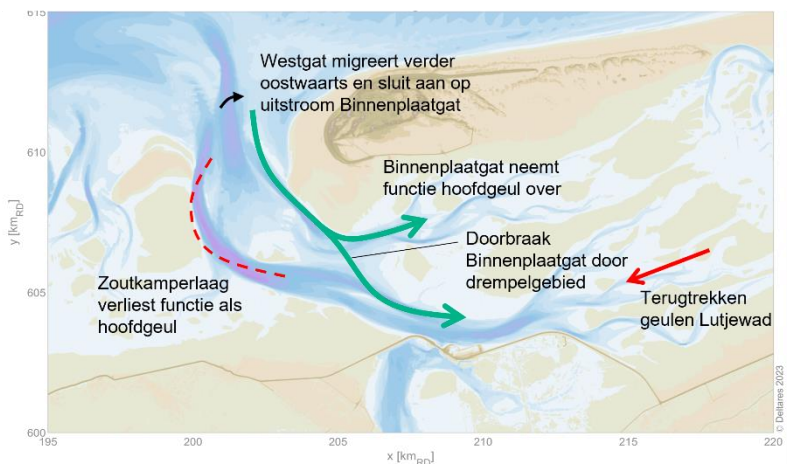 615
Westgat migreert verder
oostwaarts en sluit aan op
uitstroom Binnenplaatgat
610
Binnenplaatgat neemt
functie hoofdgeul over
y [km_RD]
Doorbraak
Binnenplaatgat door
drempelgebied
Zoutkamperlaag
verliest functie als
hoofdgeul
605
Terugtrekken
geulen Lutjewad
600
195
200
205
210
215
220
x [km_RD]
© Deltares 2023